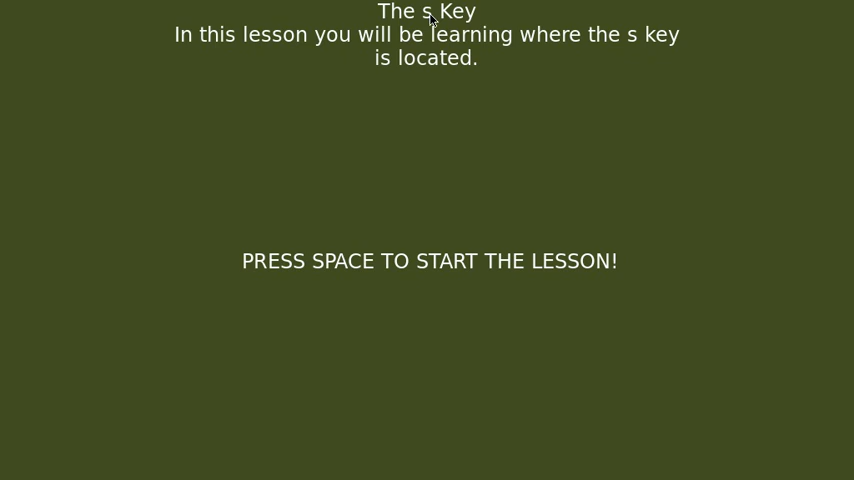 The s Key
In this lesson you will be learning where the s key
is located.
PRESS SPACE TO START THE LESSON!